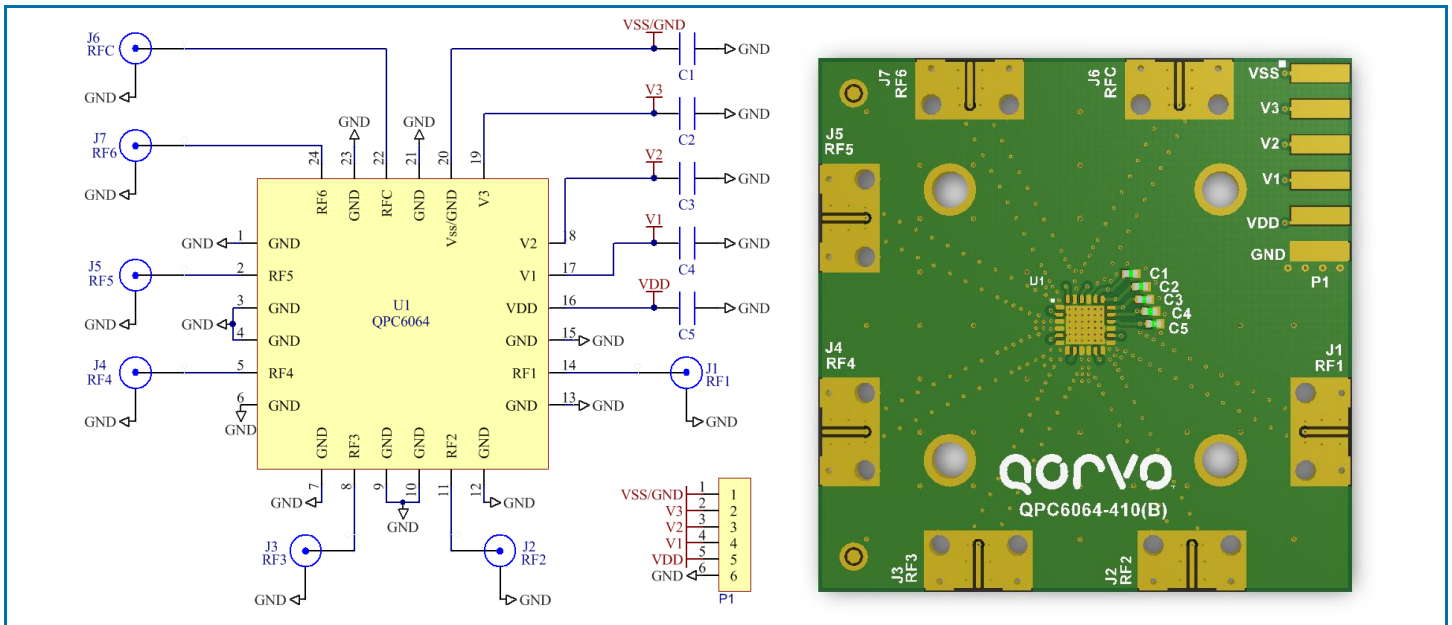 J6
RFC
GND
J7
RF6
GND
J5
RF5
GND
J4
RF4
GND
VSS/GND
C1
GND
V3
C2
GND
V2
C3
GND
V1
C4
GND
VDD
C5
GND
GND
GND
24
23
22
21
20
19
RF6
GND
RFC
GND
Vss/GND
V3
GND
1
GND
2
RF5
3
GND
GND
4
GND
5
RF4
6
GND
GND
U1
QPC6064
V2
8
V1
17
VDD
16
GND
15
GND
RF1
14
GND
13
GND
J1
RF1
GND
GND
RF3
GND
GND
RF2
GND
7
8
9
10
11
12
GND
GND
GND
J3
RF3
GND
J2
RF2
GND
VSS/GND
1
1
V3
2
2
V2
3
3
V1
4
4
VDD
5
5
GND
6
6
P1
J7
RF6
J6
RFC
VSS
V3
V2
V1
VDD
GND
P1
J5
RF5
U1
C1
C2
C3
C4
C5
J4
RF4
J1
RF1
QORVO
QPC6064-410(B)
J3
RF3
J2
RF2